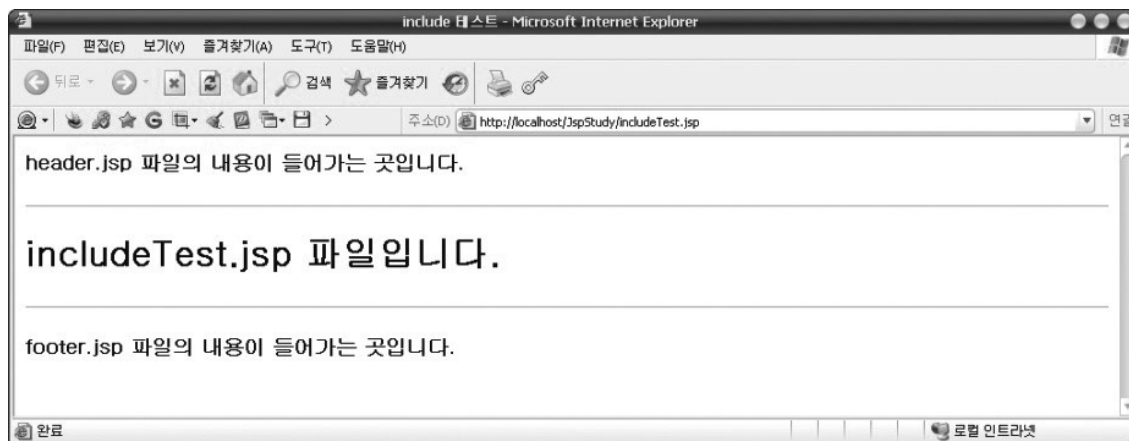 include 테스트 - Microsoft Internet Explorer
파일(F) 편집(E) 보기(V) 즐겨찾기(A) 도구(T) 도움말(H)
뒤로 검색 즐겨찾기
주소(D) http://localhost/JspStudy/includeTest.jsp 연결
header.jsp 파일의 내용이 들어가는 곳입니다.
includeTest.jsp 파일입니다.
footer.jsp 파일의 내용이 들어가는 곳입니다.
완료 로컬 인트라넷